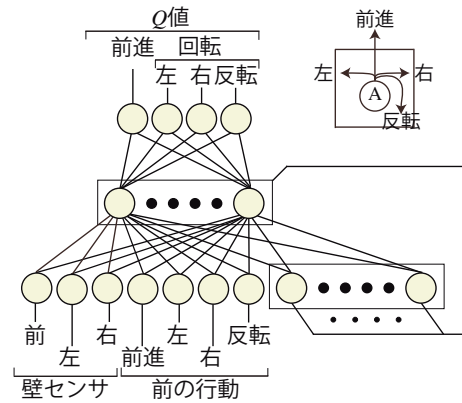 Q値
前進 回転
左 右 反転
前進
左 右
A
反転
前 左 右 前進 左 右 反転
壁センサ 前の行動